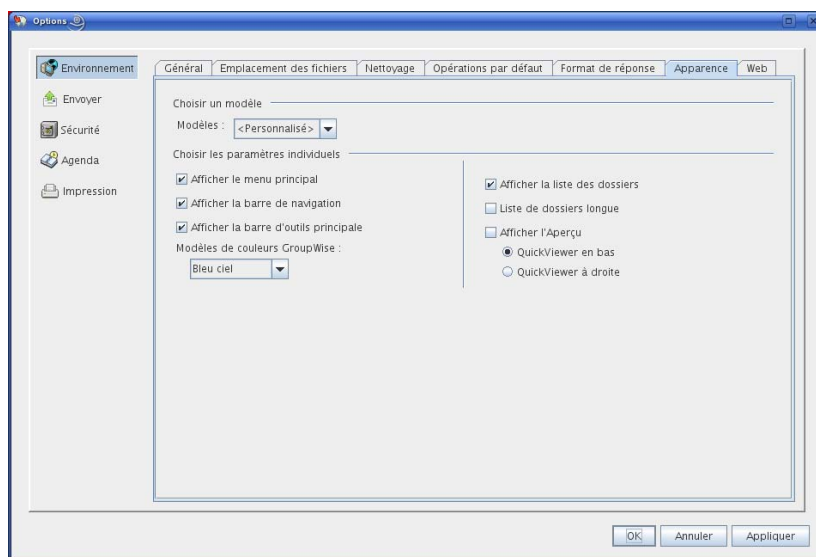 Options
Environnement
Envoyer
Sécurité
Agenda
Impression
Général Emplacement des fichiers Nettoyage Opérations par défaut Format de réponse Apparence Web
Choisir un modèle
Modèles : <Personnalisé>
Choisir les paramètres individuels
Afficher le menu principal
Afficher la barre de navigation
Afficher la barre d'outils principale
Modèles de couleurs GroupWise :
Bleu ciel
Afficher la liste des dossiers
Liste de dossiers longue
Afficher l'Aperçu
QuickViewer en bas
QuickViewer à droite
OK Annuler Appliquer